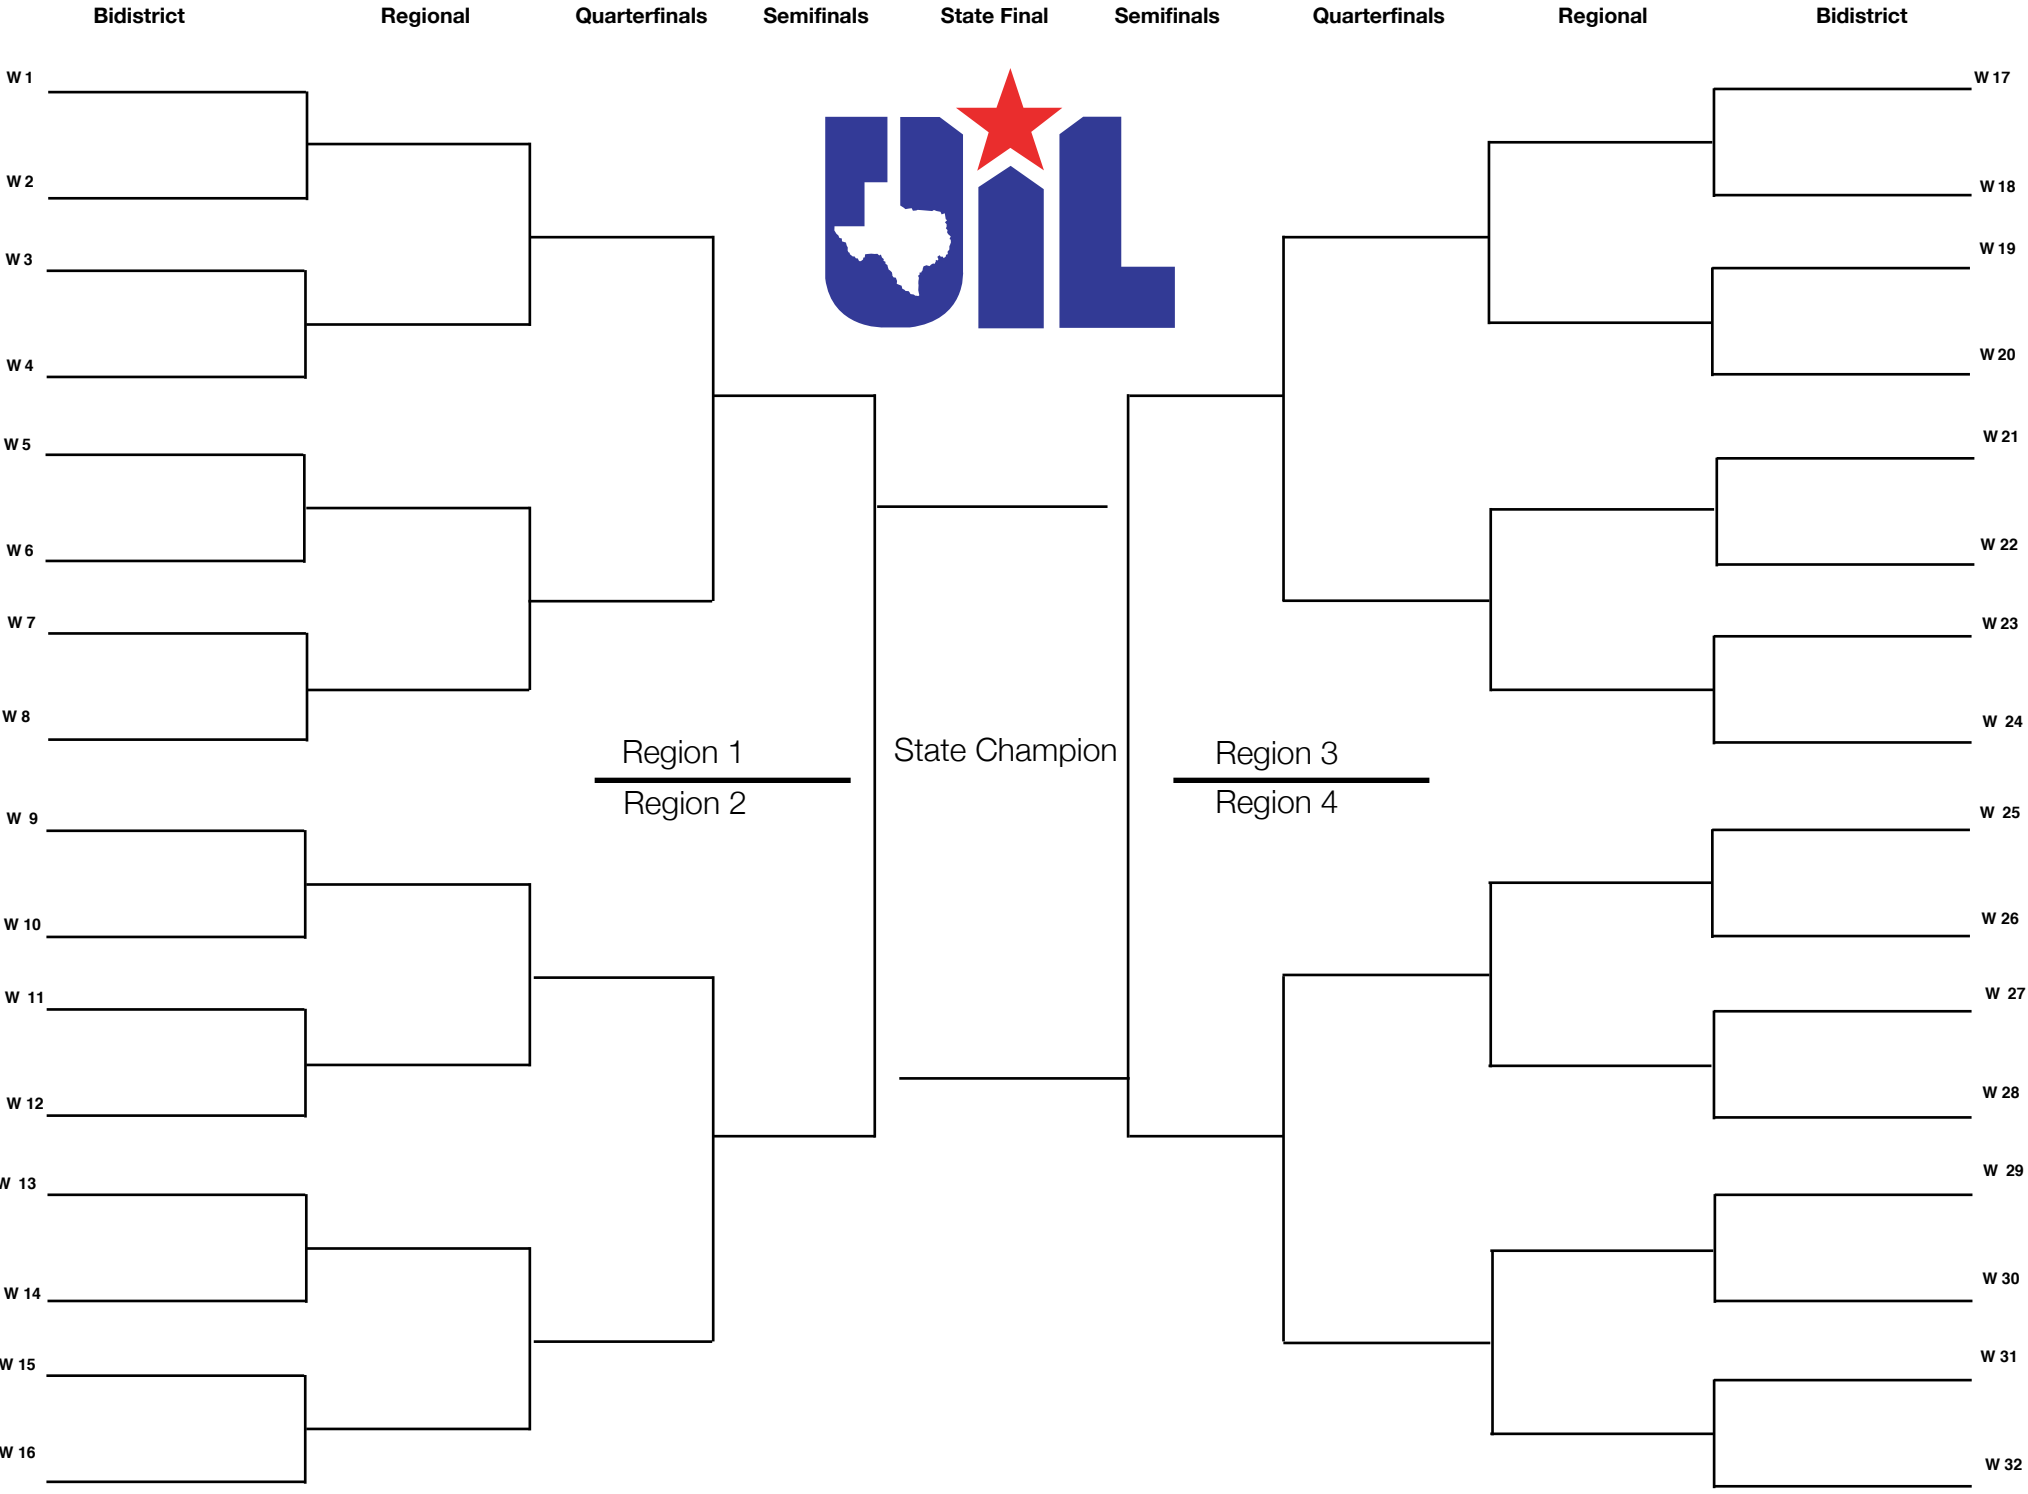 Bidistrict Regional Quarterfinals Semifinals State Final Semifinals Quarterfinals Regional Bidistrict
UIL
W 1
W 2
W 3
W 4
W 5
W 6
W 7
W 8
W 9
W 10
W 11
W 12
W 13
W 14
W 15
W 16
Region 1
Region 2
State Champion
Region 3
Region 4
W 17
W 18
W 19
W 20
W 21
W 22
W 23
W 24
W 25
W 26
W 27
W 28
W 29
W 30
W 31
W 32